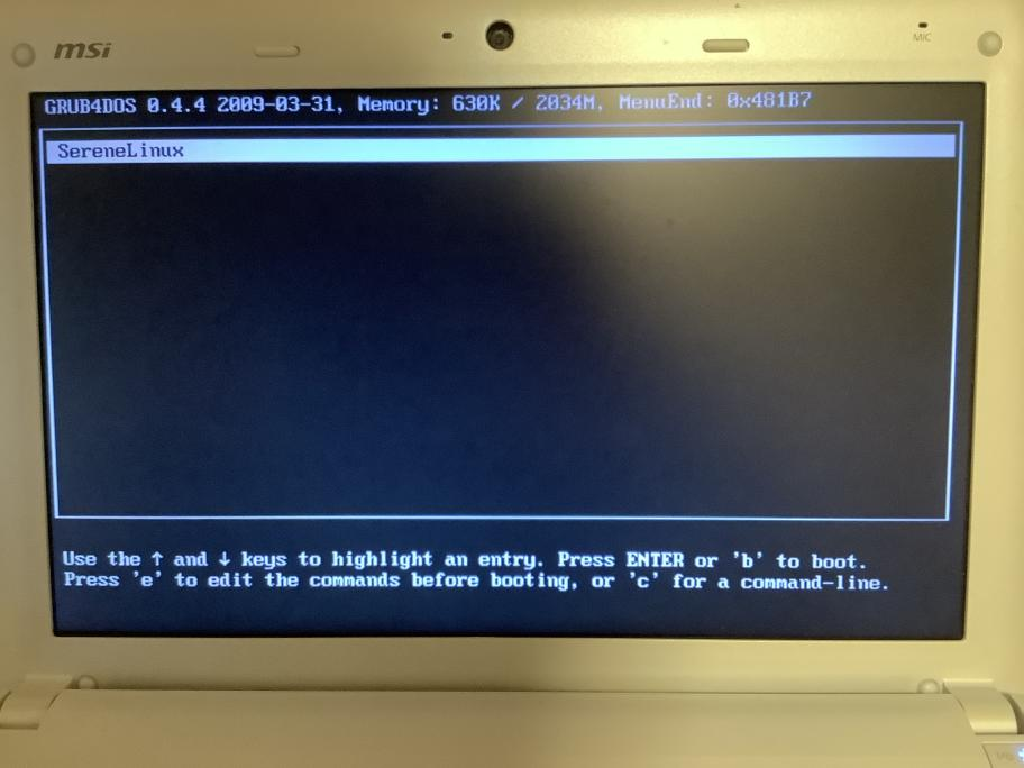 msi
MIC
GRUB4DOS 0.4.4 2009-03-31, Memory: 630K / 2034M, MenuEnd: 0x481B7
SereneLinux
Use the ↑ and ↓ keys to highlight an entry. Press ENTER or 'b' to boot.
Press 'e' to edit the commands before booting, or 'c' for a command-line.